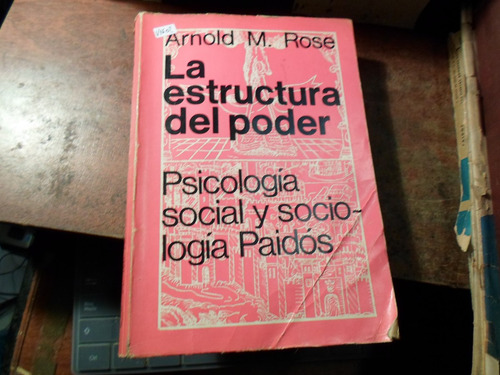 Arnold M. Rose
La
estructura
del poder
Psicología
social y socio-
logía Paidós